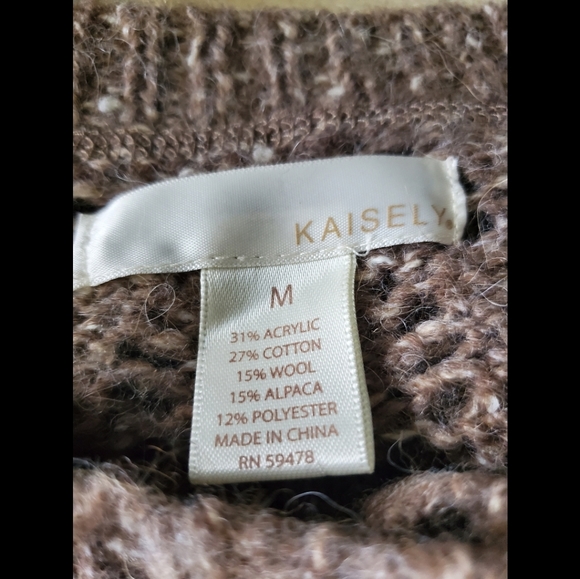 KAISELY®
M
31% ACRYLIC
27% COTTON
15% WOOL
15% ALPACA
12% POLYESTER
MADE IN CHINA
RN 59478